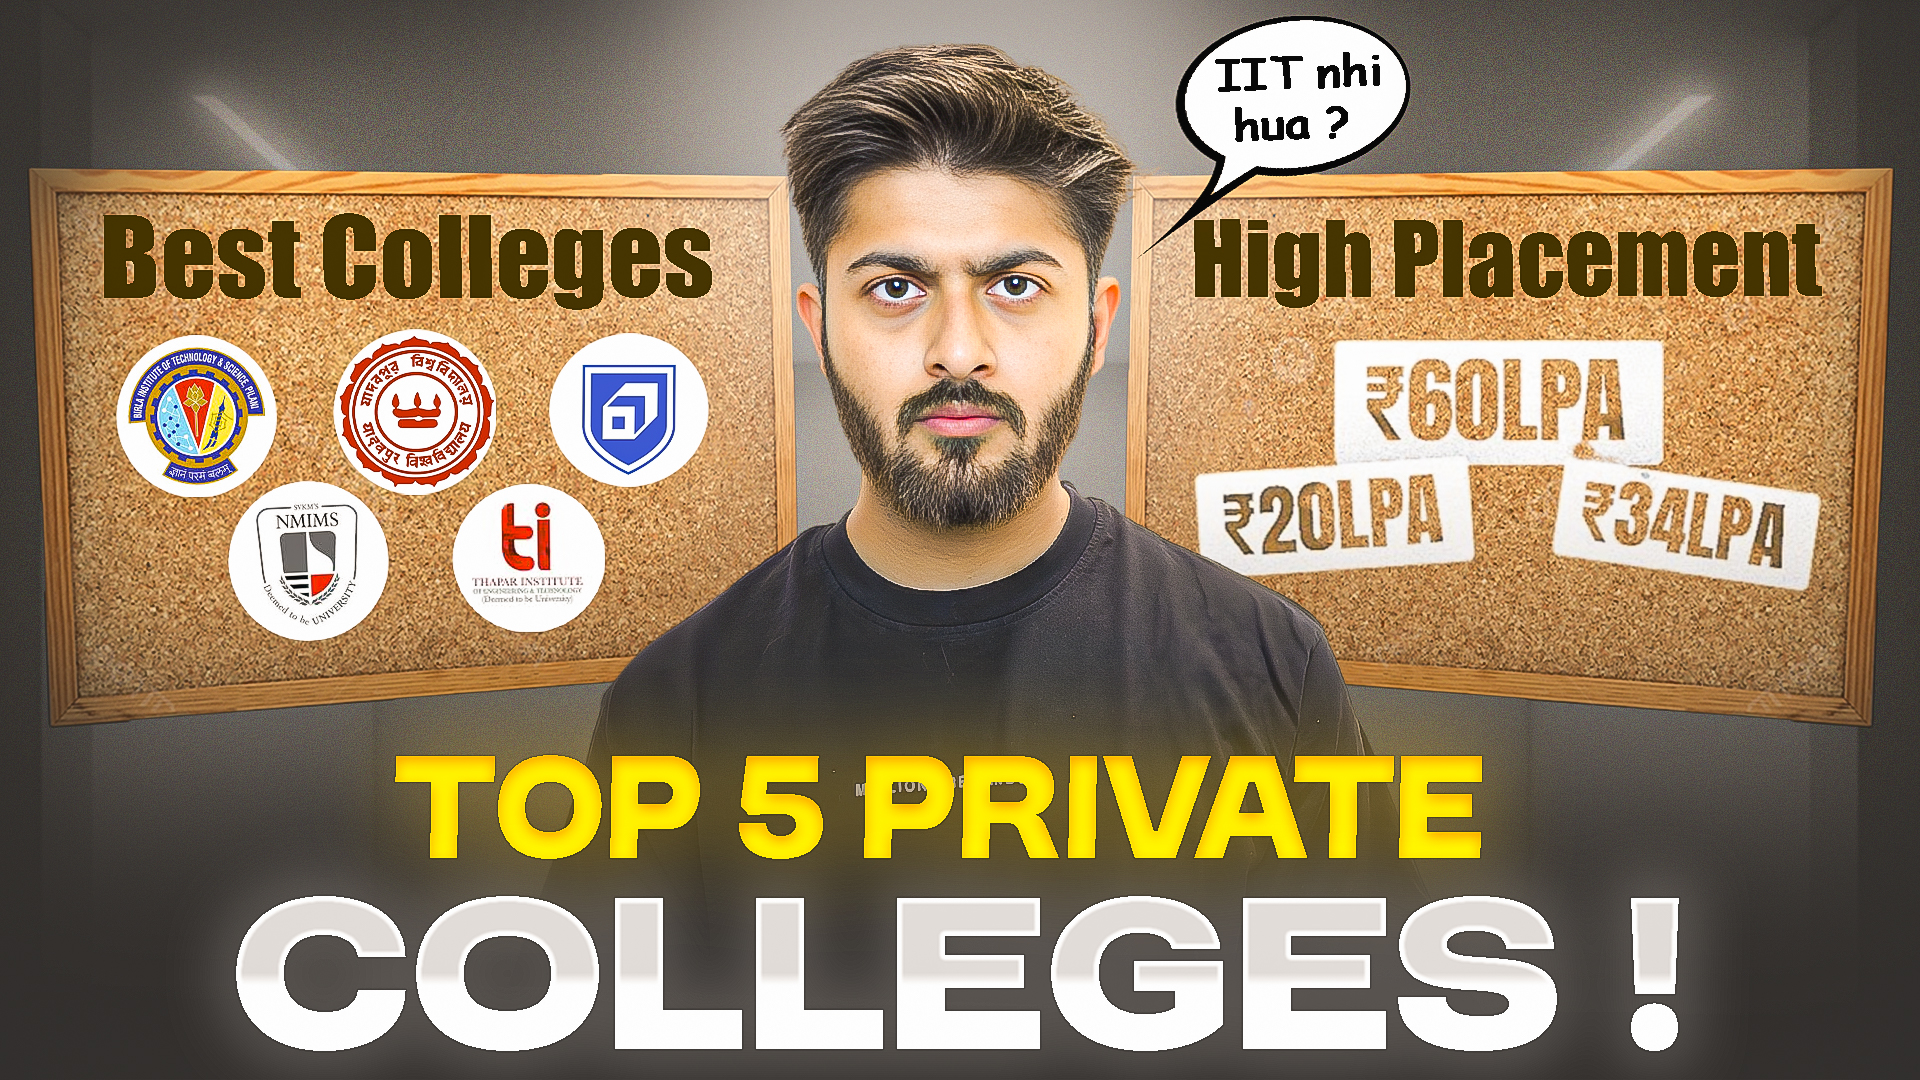 IIT nhi
hua ?
Best Colleges
BIRLA INSTITUTE OF TECHNOLOGY & SCIENCE, PILANI
ज्ञानं परमं बलम्
যাদবপুর বিশ্ববিদ্যালয়
यादवपुर विश्वविद्यालय
SVKM'S
NMIMS
Deemed to be UNIVERSITY
ti
THAPAR INSTITUTE
OF ENGINEERING & TECHNOLOGY
(Deemed to be University)
High Placement
₹60LPA
₹20LPA
₹34LPA
TOP 5 PRIVATE
COLLEGES !